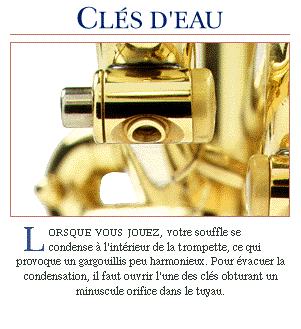 CLÉS D'EAU
LORSQUE VOUS JOUEZ, votre souffle se
condense à l'intérieur de la trompette, ce qui
provoque un gargouillis peu harmonieux. Pour évacuer la
condensation, il faut ouvrir l'une des clés obturant un
minuscule orifice dans le tuyau.